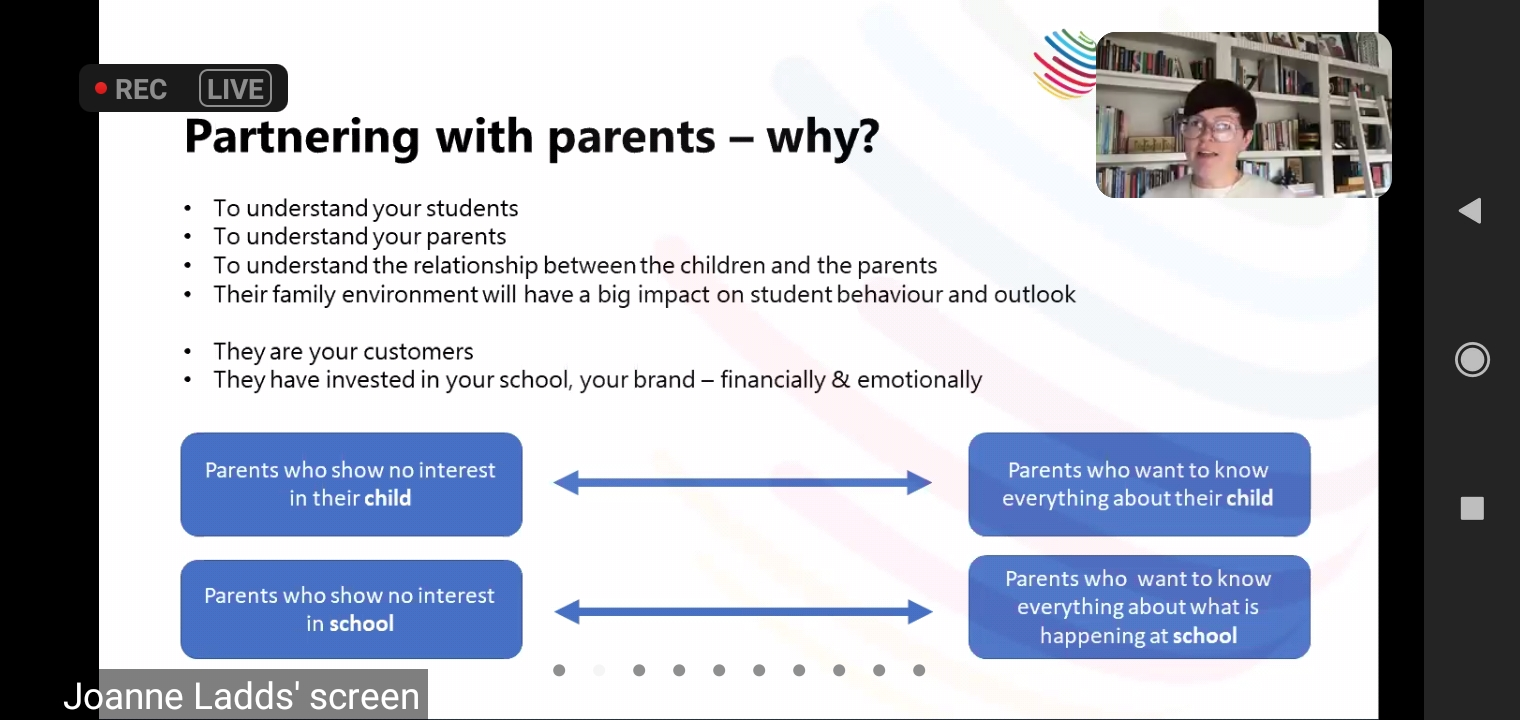 REC LIVE
Partnering with parents – why?
• To understand your students
• To understand your parents
• To understand the relationship between the children and the parents
• Their family environment will have a big impact on student behaviour and outlook
• They are your customers
• They have invested in your school, your brand – financially & emotionally
Parents who show no interest
in their child
Parents who want to know
everything about their child
Parents who show no interest
in school
Parents who want to know
everything about what is
happening at school
Joanne Ladds' screen